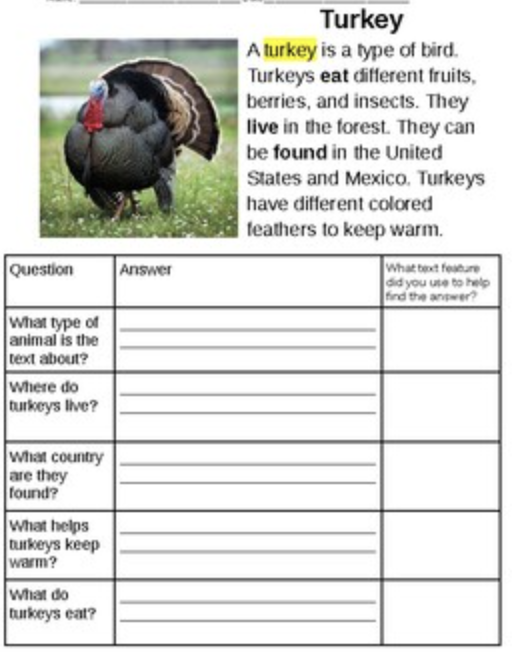 Turkey
A turkey is a type of bird.
Turkeys eat different fruits,
berries, and insects. They
live in the forest. They can
be found in the United
States and Mexico. Turkeys
have different colored
feathers to keep warm.
Question
Answer
What text feature
did you use to help
find the answer?
What type of
animal is the
text about?
Where do
turkeys live?
What country
are they
found?
What helps
turkeys keep
warm?
What do
turkeys eat?